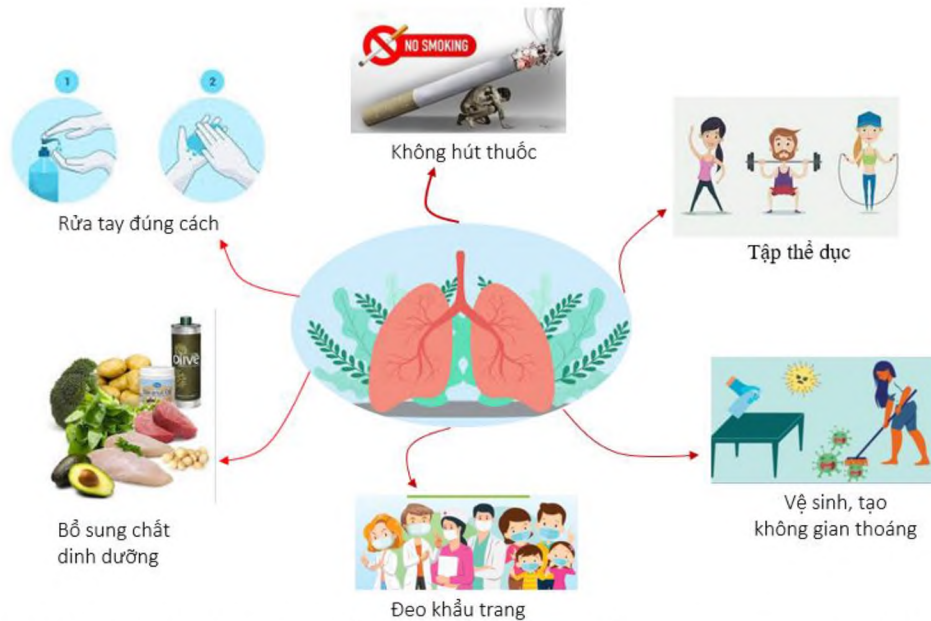 NO SMOKING
1
2
Không hút thuốc
Rửa tay đúng cách
Tập thể dục
olive
Bổ sung chất
dinh dưỡng
Vệ sinh, tạo
không gian thoáng
Đeo khẩu trang